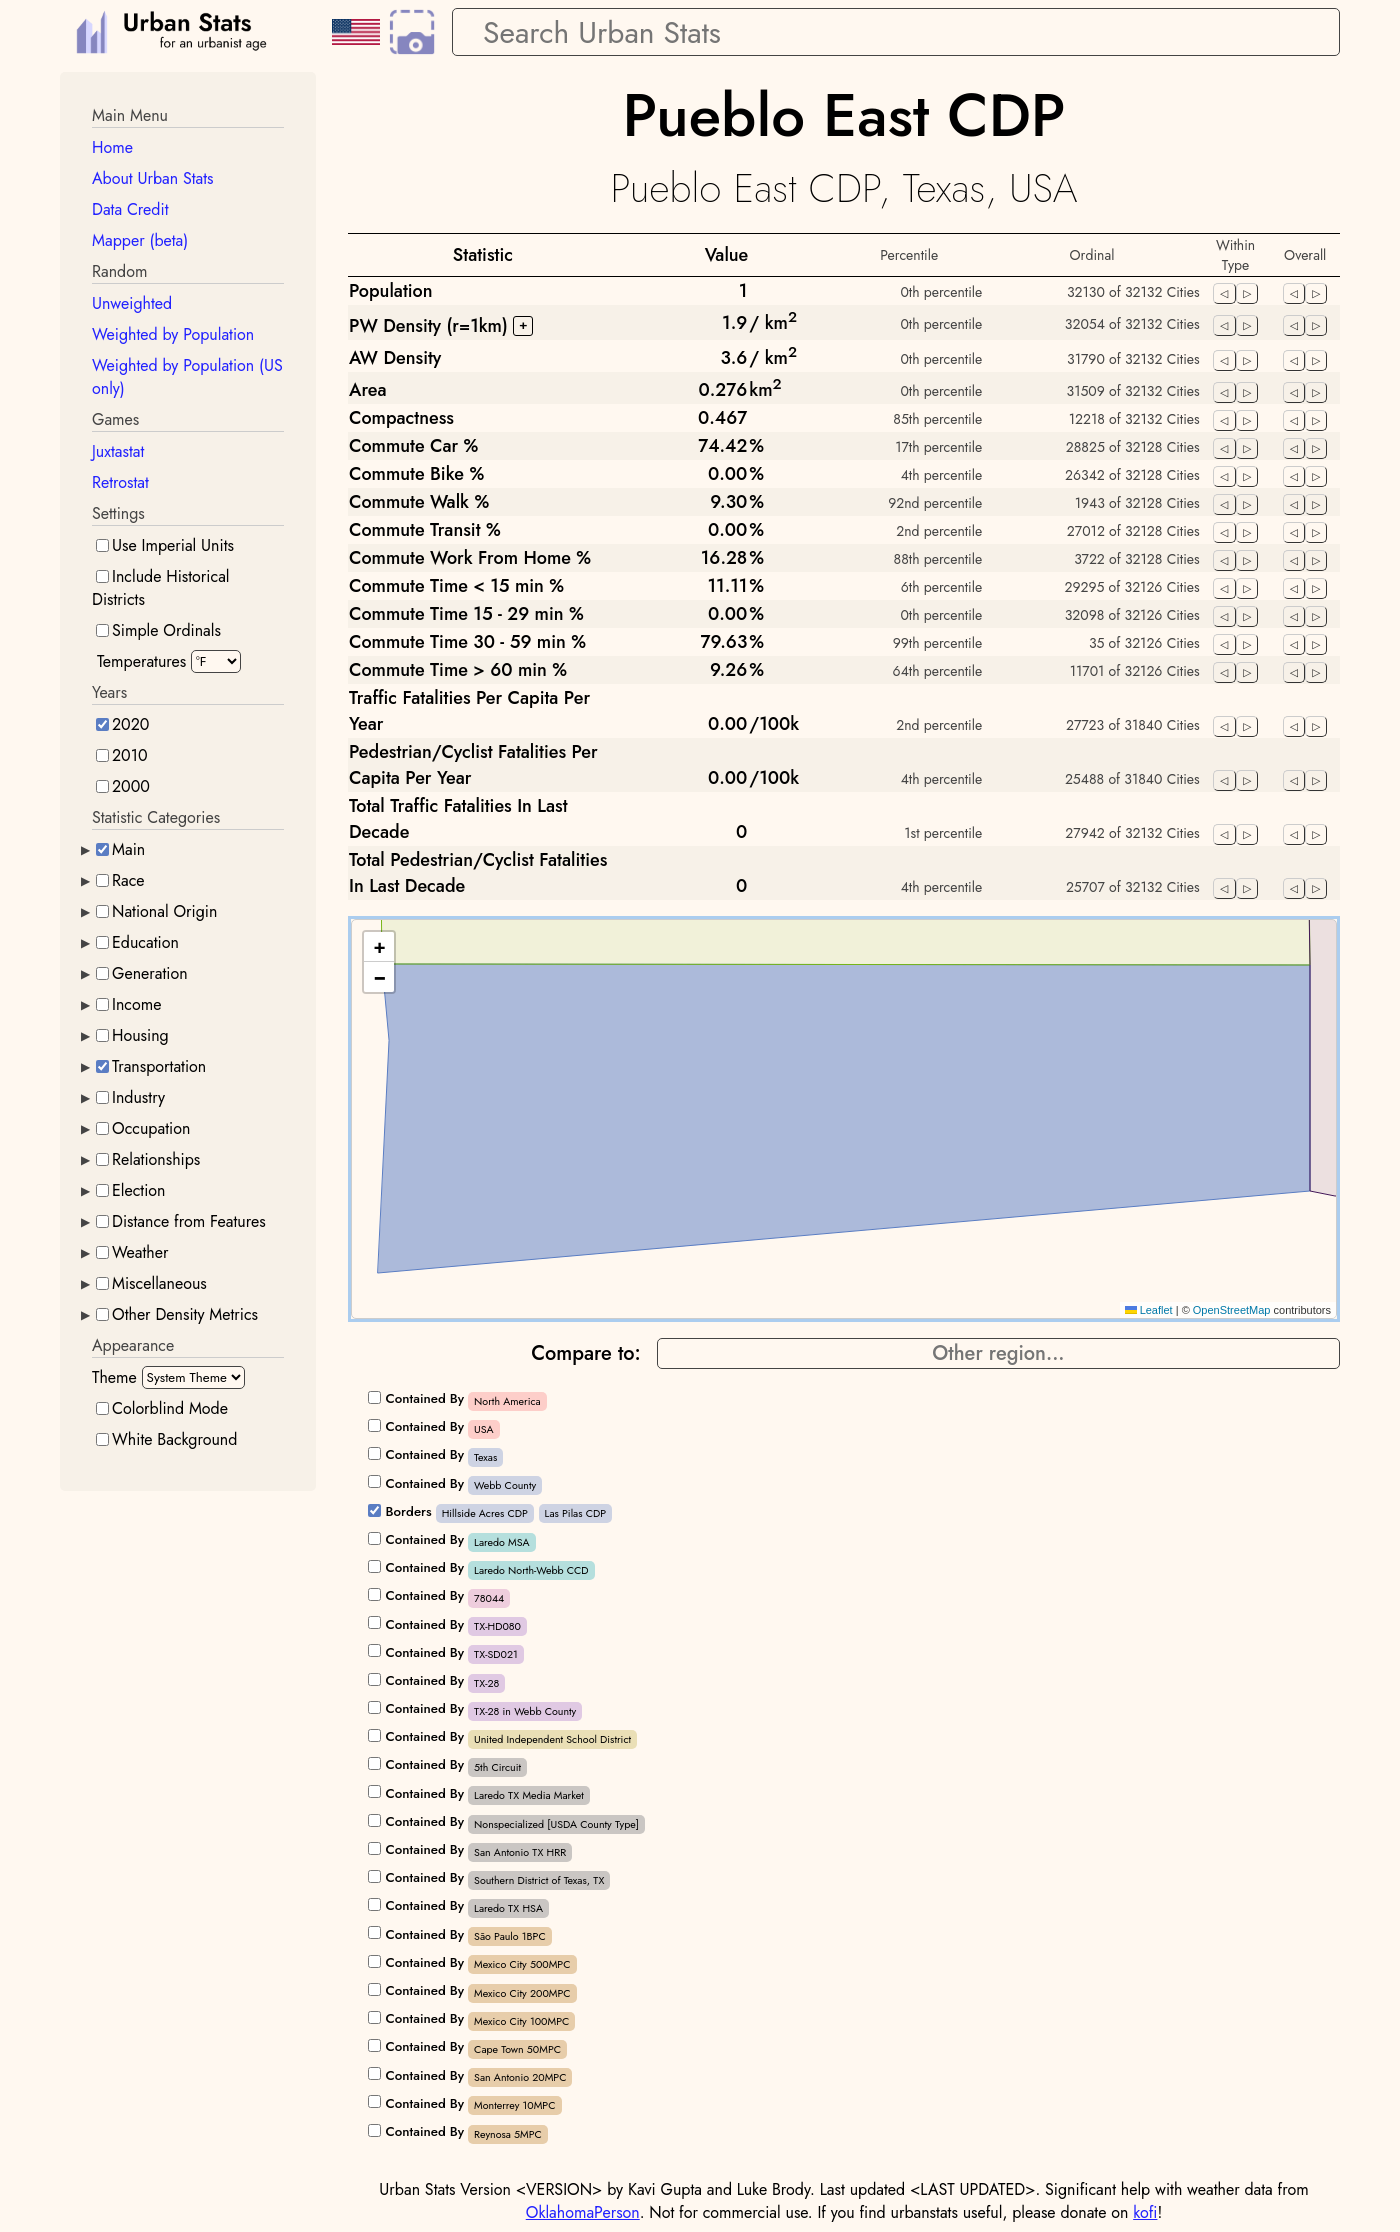 Urban Stats
for an urbanist age
Search Urban Stats
Main Menu
Home
About Urban Stats
Data Credit
Mapper (beta)
Random
Unweighted
Weighted by Population
Weighted by Population (US
only)
Games
Juxtastat
Retrostat
Settings
Use Imperial Units
Include Historical
Districts
Simple Ordinals
Temperatures °F
Years
2020
2010
2000
Statistic Categories
Main
Race
National Origin
Education
Generation
Income
Housing
Transportation
Industry
Occupation
Relationships
Election
Distance from Features
Weather
Miscellaneous
Other Density Metrics
Appearance
Theme System Theme
Colorblind Mode
White Background
Pueblo East CDP
Pueblo East CDP, Texas, USA
Statistic Value Percentile Ordinal Within Type Overall
Population 1 0th percentile 32130 of 32132 Cities
PW Density (r=1km) + 1.9 / km2 0th percentile 32054 of 32132 Cities
AW Density 3.6 / km2 0th percentile 31790 of 32132 Cities
Area 0.276 km2 0th percentile 31509 of 32132 Cities
Compactness 0.467 85th percentile 12218 of 32132 Cities
Commute Car % 74.42% 17th percentile 28825 of 32128 Cities
Commute Bike % 0.00% 4th percentile 26342 of 32128 Cities
Commute Walk % 9.30% 92nd percentile 1943 of 32128 Cities
Commute Transit % 0.00% 2nd percentile 27012 of 32128 Cities
Commute Work From Home % 16.28% 88th percentile 3722 of 32128 Cities
Commute Time < 15 min % 11.11% 6th percentile 29295 of 32126 Cities
Commute Time 15 - 29 min % 0.00% 0th percentile 32098 of 32126 Cities
Commute Time 30 - 59 min % 79.63% 99th percentile 35 of 32126 Cities
Commute Time > 60 min % 9.26% 64th percentile 11701 of 32126 Cities
Traffic Fatalities Per Capita Per
Year 0.00/100k 2nd percentile 27723 of 31840 Cities
Pedestrian/Cyclist Fatalities Per
Capita Per Year 0.00/100k 4th percentile 25488 of 31840 Cities
Total Traffic Fatalities In Last
Decade 0 1st percentile 27942 of 32132 Cities
Total Pedestrian/Cyclist Fatalities
In Last Decade 0 4th percentile 25707 of 32132 Cities
+
−
Leaflet | © OpenStreetMap contributors
Compare to: Other region...
Contained By North America
Contained By USA
Contained By Texas
Contained By Webb County
Borders Hillside Acres CDP Las Pilas CDP
Contained By Laredo MSA
Contained By Laredo North-Webb CCD
Contained By 78044
Contained By TX-HD080
Contained By TX-SD021
Contained By TX-28
Contained By TX-28 in Webb County
Contained By United Independent School District
Contained By 5th Circuit
Contained By Laredo TX Media Market
Contained By Nonspecialized [USDA County Type]
Contained By San Antonio TX HRR
Contained By Southern District of Texas, TX
Contained By Laredo TX HSA
Contained By São Paulo 1BPC
Contained By Mexico City 500MPC
Contained By Mexico City 200MPC
Contained By Mexico City 100MPC
Contained By Cape Town 50MPC
Contained By San Antonio 20MPC
Contained By Monterrey 10MPC
Contained By Reynosa 5MPC
Urban Stats Version <VERSION> by Kavi Gupta and Luke Brody. Last updated <LAST UPDATED>. Significant help with weather data from
OklahomaPerson. Not for commercial use. If you find urbanstats useful, please donate on kofi!